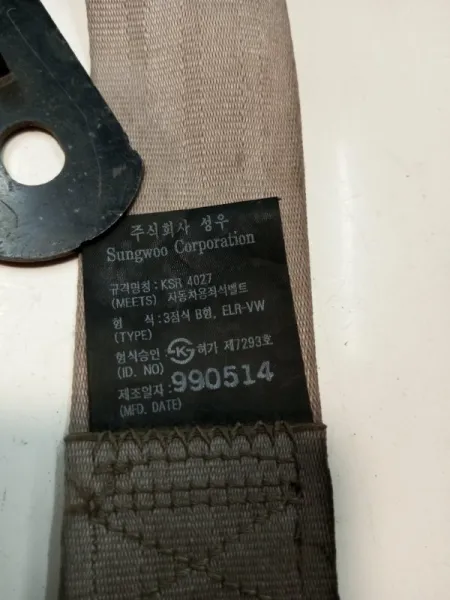 주식회사 성우
Sungwoo Corporation
규격명칭 : KSR 4027
(MEETS) 자동차용좌석벨트
형 식 : 3점식 B형, ELR-VW
(TYPE)
형식승인 : K 허가 제7293호
(ID. NO)
제조일자 : 990514
(MFD. DATE)